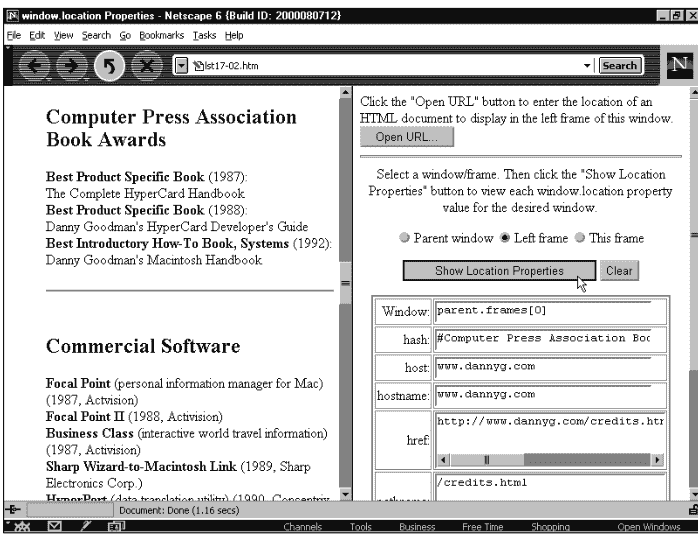 window.location Properties - Netscape 6 {Build ID: 2000080712}
File Edit View Search Go Bookmarks Tasks Help
lst17-02.htm
Search
N
Computer Press Association
Book Awards
Best Product Specific Book (1987):
The Complete HyperCard Handbook
Best Product Specific Book (1988):
Danny Goodman's HyperCard Developer's Guide
Best Introductory How-To Book, Systems (1992):
Danny Goodman's Macintosh Handbook
Commercial Software
Focal Point (personal information manager for Mac)
(1987, Activision)
Focal Point II (1988, Activision)
Business Class (interactive world travel information)
(1987, Activision)
Sharp Wizard-to-Macintosh Link (1989, Sharp
Electronics Corp.)
HyperPort (data translation utility) (1990, Concentrix
Click the "Open URL" button to enter the location of an
HTML document to display in the left frame of this window.
Open URL...
Select a window/frame. Then click the "Show Location
Properties" button to view each window.location property
value for the desired window.
Parent window Left frame This frame
Show Location Properties Clear
Window: parent.frames[0]
hash: #Computer Press Association Boo
host: www.dannyg.com
hostname: www.dannyg.com
href: http://www.dannyg.com/credits.htm
pathname: /credits.html
Document: Done (1.16 secs)
Channels Tools Business Free Time Shopping Open Windows